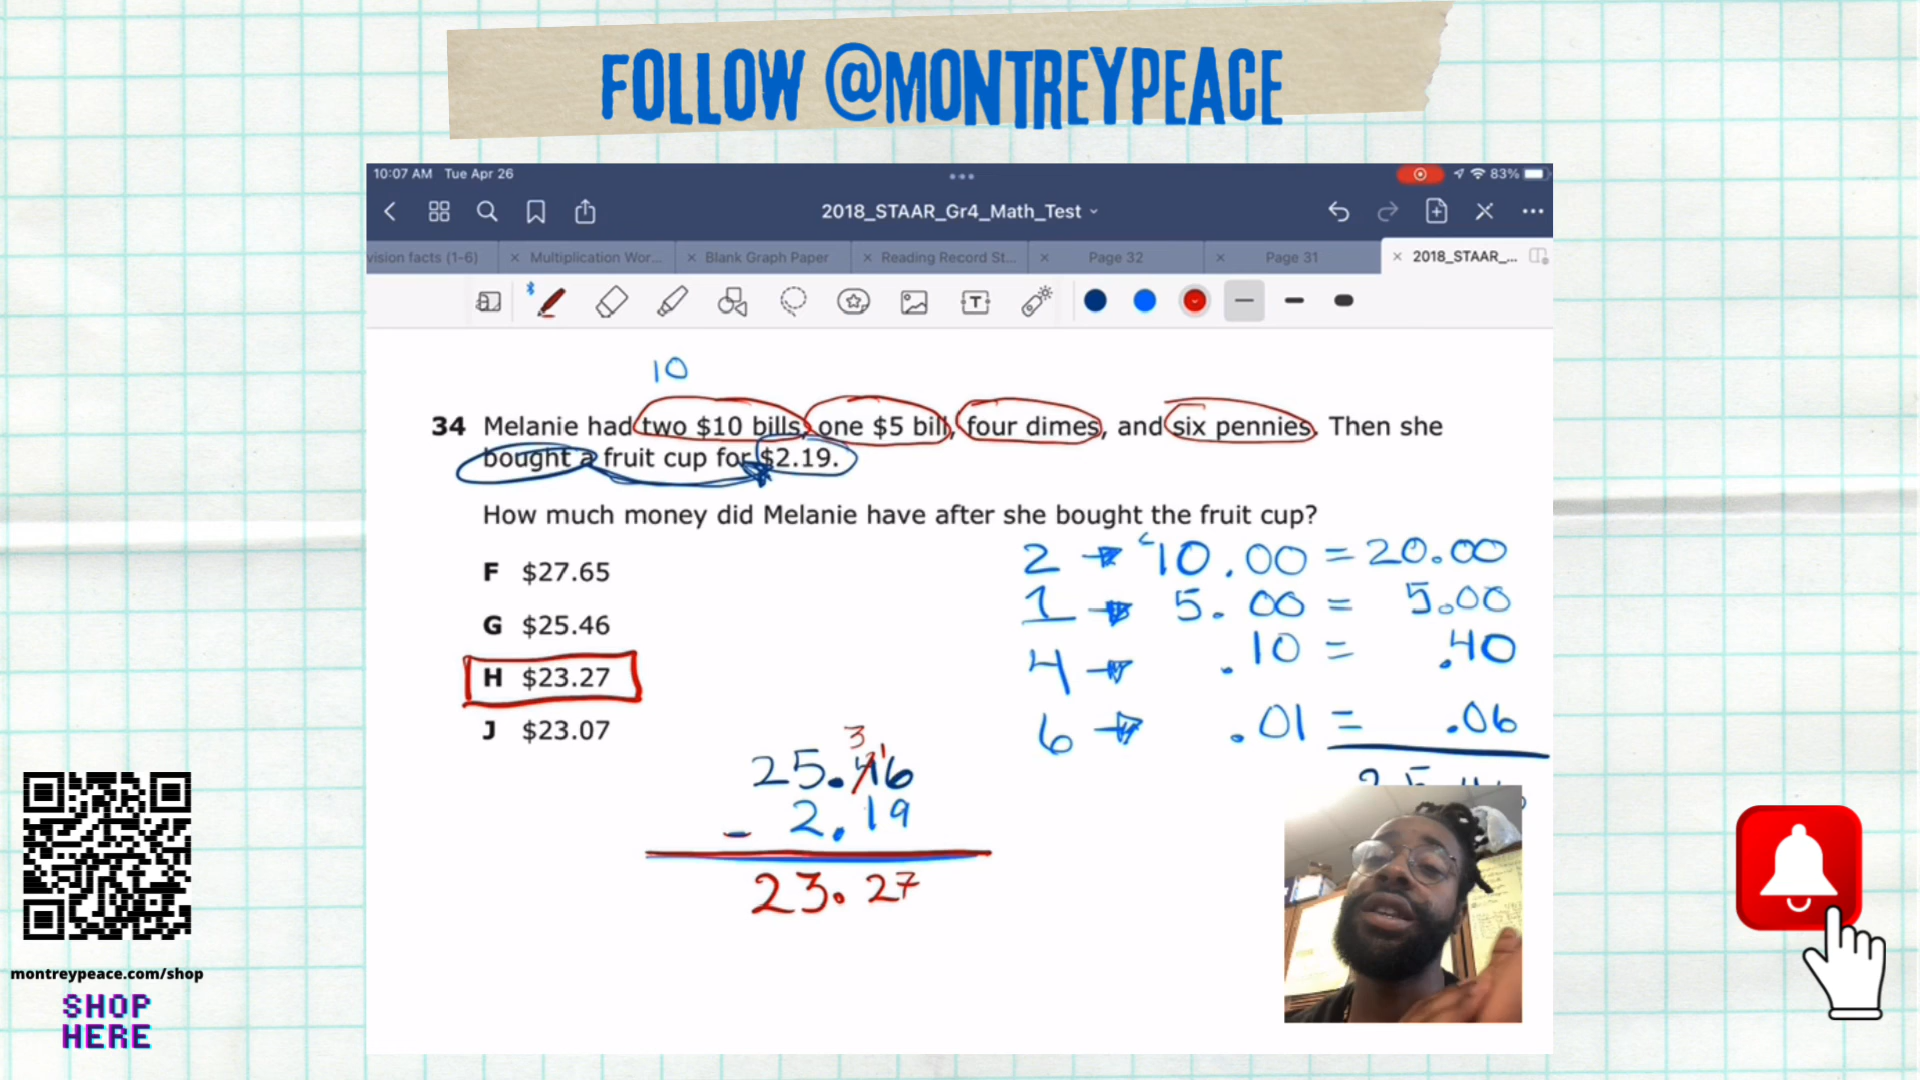 FOLLOW @MONTREYPEACE
10:07 AM Tue Apr 26
83%
2018_STAAR_Gr4_Math_Test
vision facts (1-6)
Multiplication Wor...
Blank Graph Paper
Reading Record St...
Page 32
Page 31
2018_STAAR_...
10
34 Melanie had two $10 bills, one $5 bill, four dimes, and six pennies. Then she
bought a fruit cup for $2.19.
How much money did Melanie have after she bought the fruit cup?
F $27.65
G $25.46
H $23.27
J $23.07
2 → 10.00 = 20.00
1 → 5.00 = 5.00
4 → .10 = .40
6 → .01 = .06
3 1
25.46
- 2.19
23.27
montreypeace.com/shop
SHOP
HERE